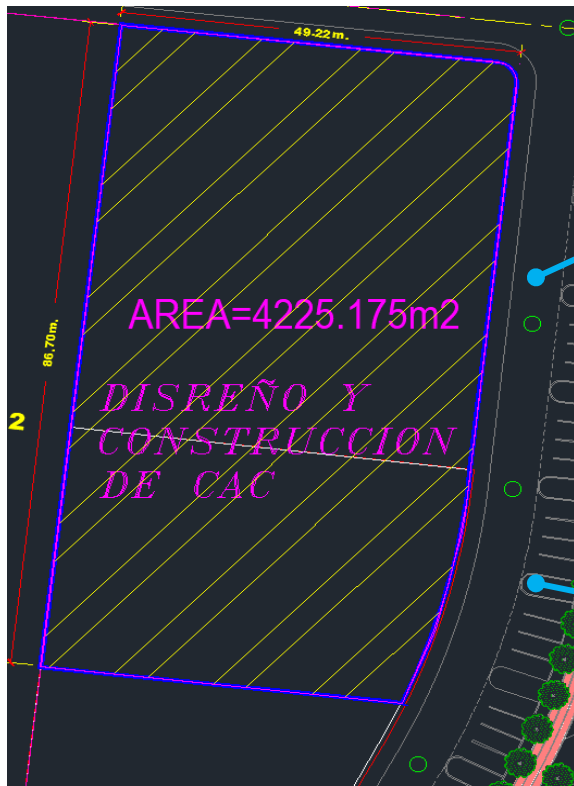 49.22m.
AREA=4225.175m2
86.70m.
2
DISREÑO Y
CONSTRUCCION
DE CAC